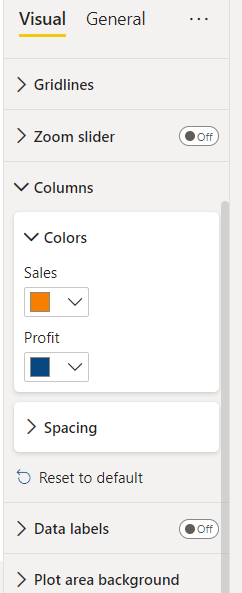 Visual General ...
Gridlines
Zoom slider Off
Columns
Colors
Sales
Profit
Spacing
Reset to default
Data labels Off
Plot area background